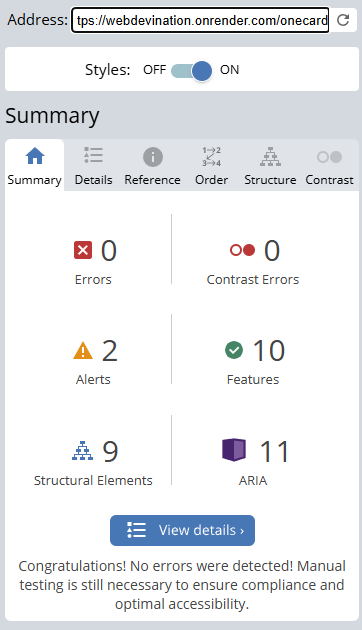 Address: tps://webdevination.onrender.com/onecard
Styles: OFF ON
Summary
Summary Details Reference Order Structure Contrast
0 0
Errors Contrast Errors
2 10
Alerts Features
9 11
Structural Elements ARIA
View details ›
Congratulations! No errors were detected! Manual
testing is still necessary to ensure compliance and
optimal accessibility.